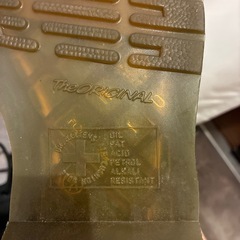 The ORIGINAL
OIL
FAT
ACID
PETROL
ALKALI
RESISTANT